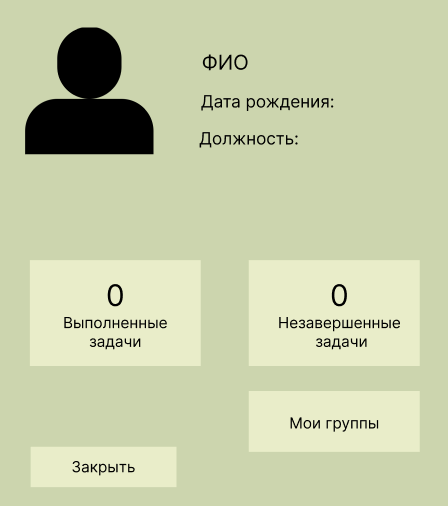 ФИО
Дата рождения:
Должность:
0
Выполненные
задачи
0
Незавершенные
задачи
Мои группы
Закрыть